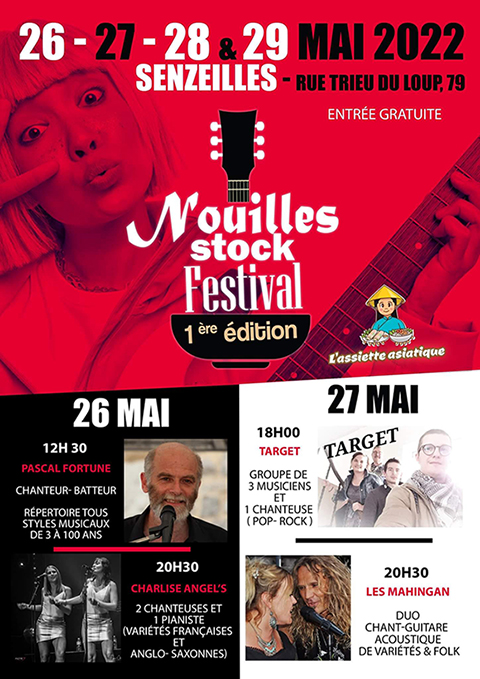 26 - 27 - 28 & 29 MAI 2022
SENZEILLES - RUE TRIEU DU LOUP, 79
ENTRÉE GRATUITE
Nouilles
stock
Festival
1ère édition
L'assiette asiatique
26 MAI
12H 30
PASCAL FORTUNE
CHANTEUR- BATTEUR
RÉPERTOIRE TOUS
STYLES MUSICAUX
DE 3 À 100 ANS
20H30
CHARLISE ANGEL'S
2 CHANTEUSES ET
1 PIANISTE
(VARIÉTÉS FRANÇAISES
ET
ANGLO- SAXONNES)
27 MAI
18H00
TARGET
GROUPE DE
3 MUSICIENS
ET
1 CHANTEUSE
( POP- ROCK )
TARGET
20H30
LES MAHINGAN
DUO
CHANT-GUITARE
ACOUSTIQUE
DE VARIÉTÉS & FOLK